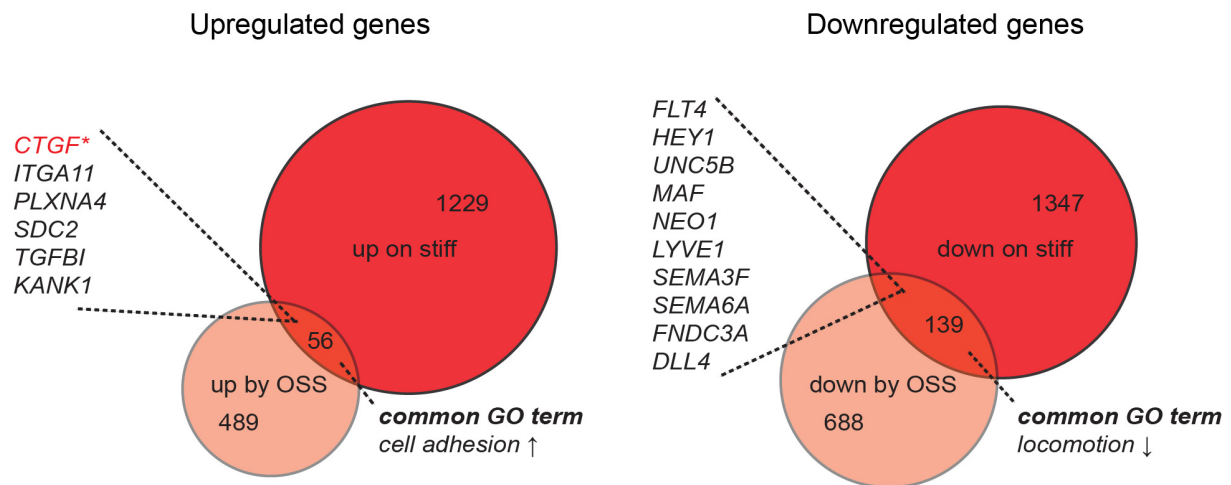 Upregulated genes
CTGF*
ITGA11
PLXNA4
SDC2
TGFBI
KANK1
1229
up on stiff
56
up by OSS
489
common GO term
cell adhesion ↑
Downregulated genes
FLT4
HEY1
UNC5B
MAF
NEO1
LYVE1
SEMA3F
SEMA6A
FNDC3A
DLL4
1347
down on stiff
139
down by OSS
688
common GO term
locomotion ↓